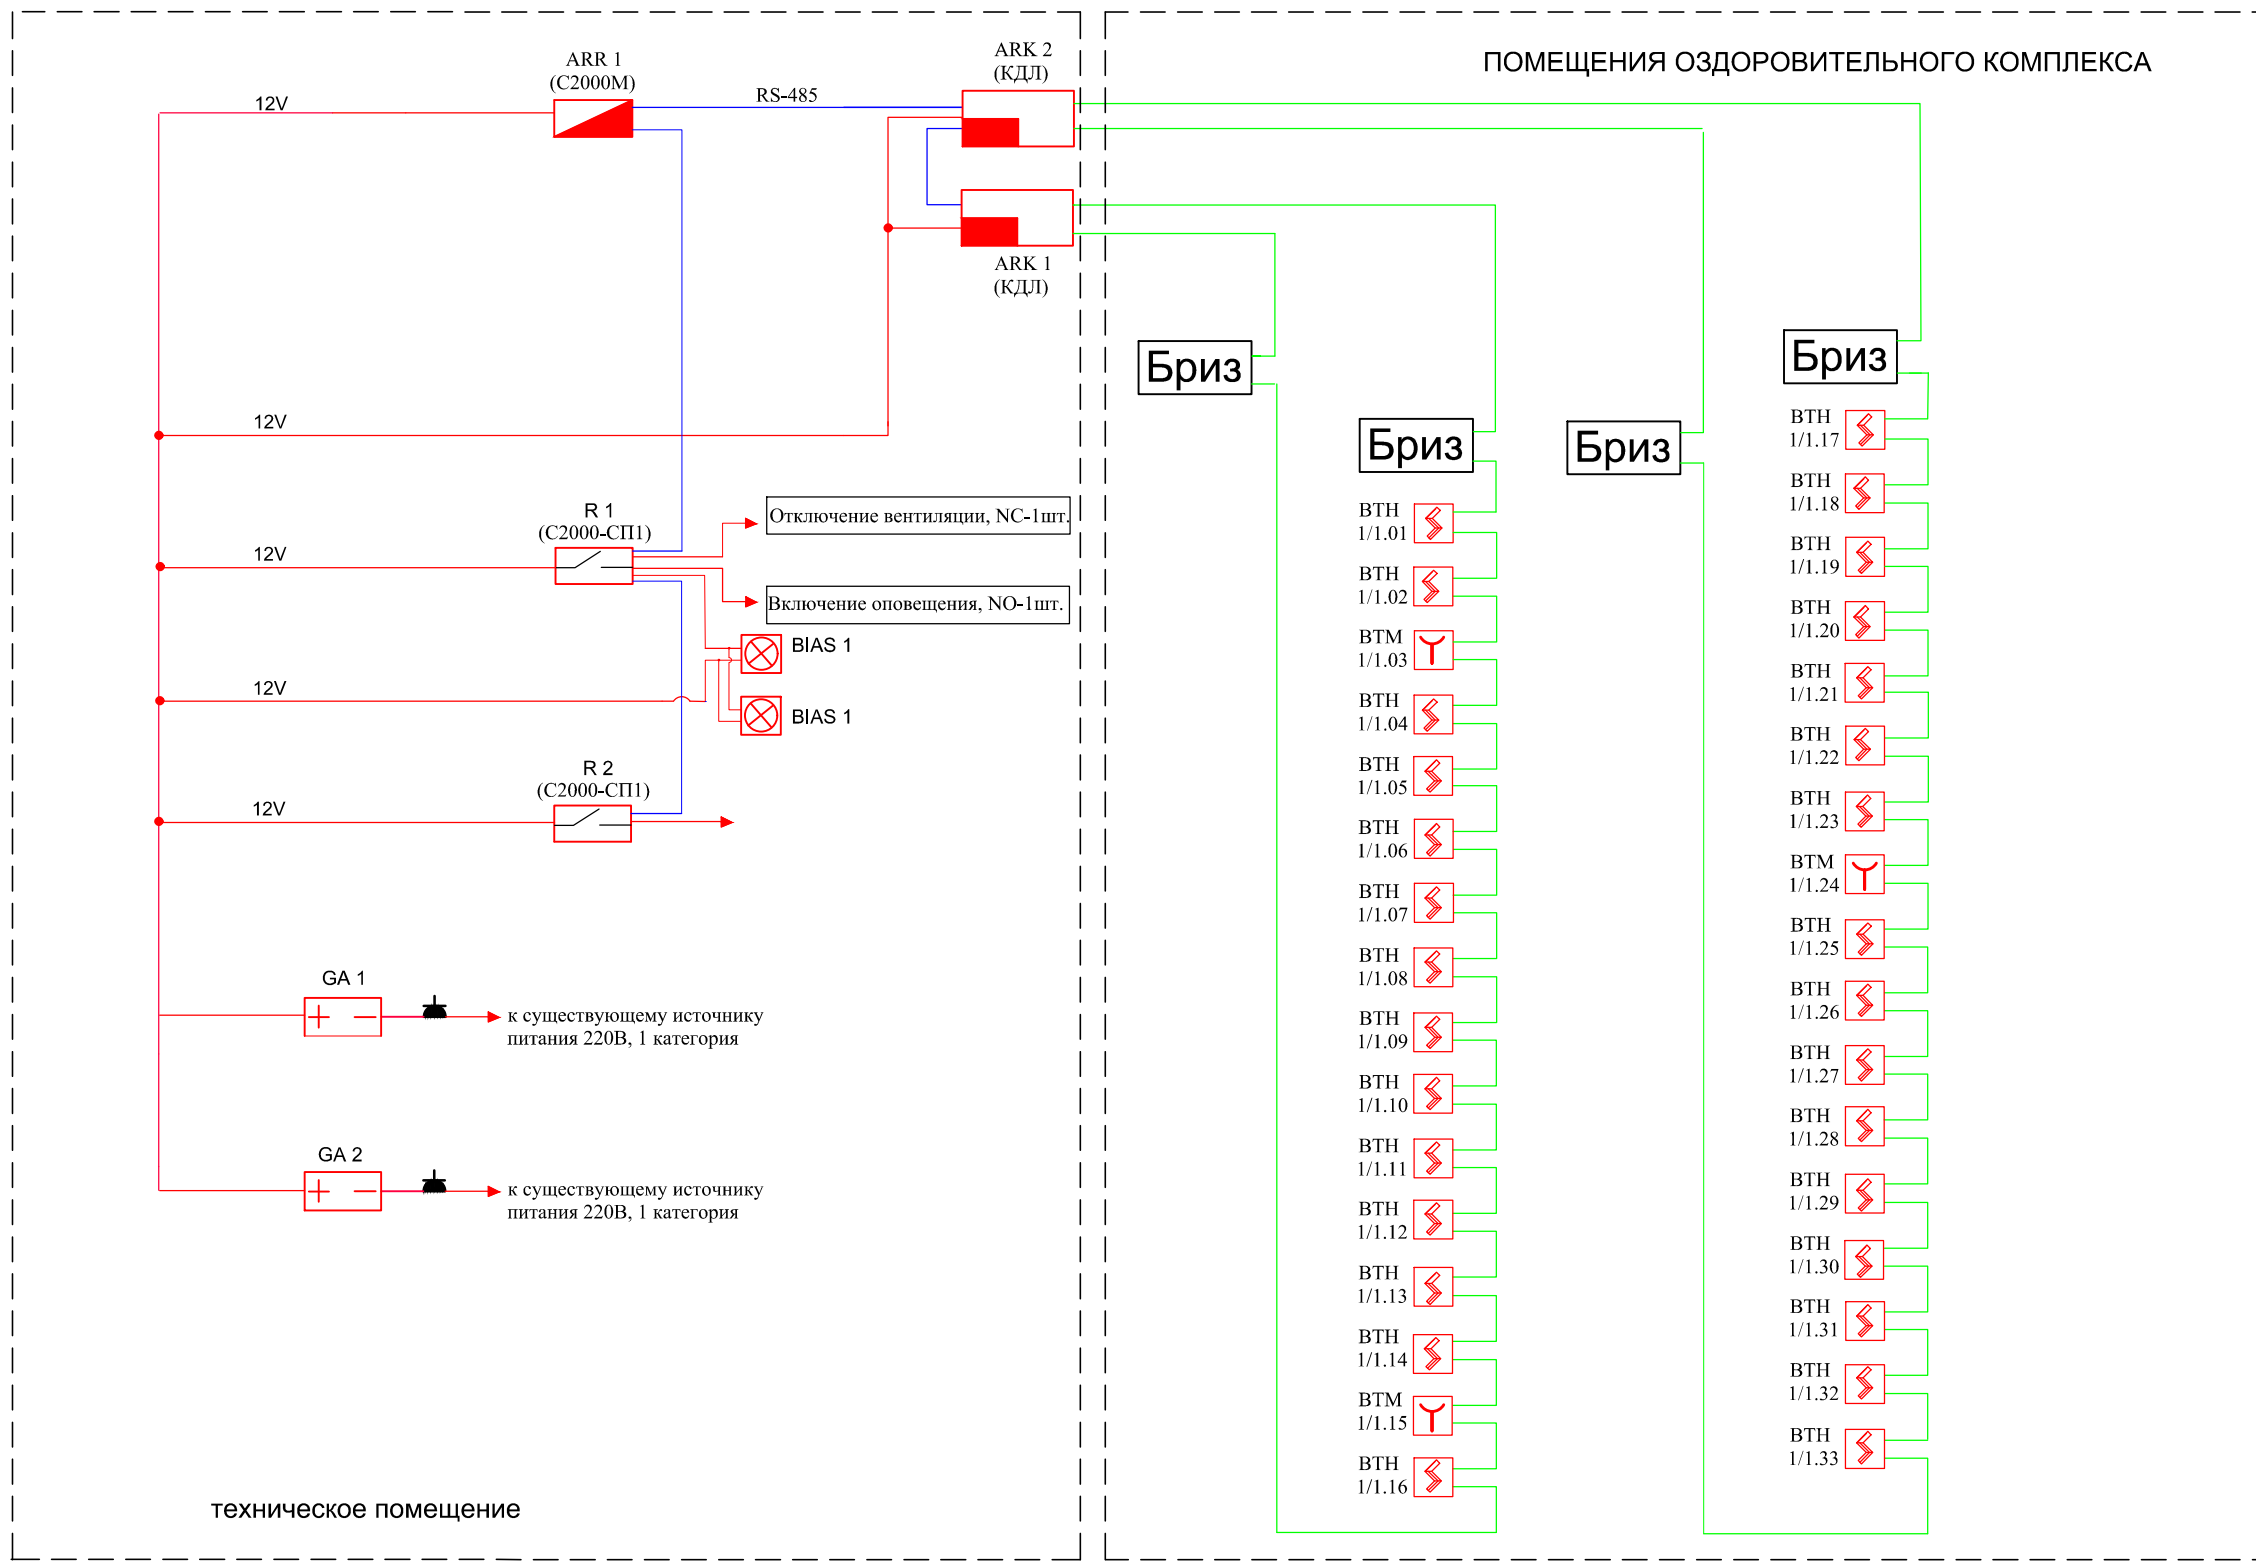 ARR 1
(С2000М)
12V
RS-485
ARK 2
(КДЛ)
ARK 1
(КДЛ)
12V
R 1
(С2000-СП1)
12V
Отключение вентиляции, NC-1шт.
Включение оповещения, NO-1шт.
BIAS 1
12V
BIAS 1
R 2
(С2000-СП1)
12V
GA 1
к существующему источнику
питания 220В, 1 категория
GA 2
к существующему источнику
питания 220В, 1 категория
техническое помещение
ПОМЕЩЕНИЯ ОЗДОРОВИТЕЛЬНОГО КОМПЛЕКСА
Бриз
Бриз
BTH
1/1.01
BTH
1/1.02
BTM
1/1.03
BTH
1/1.04
BTH
1/1.05
BTH
1/1.06
BTH
1/1.07
BTH
1/1.08
BTH
1/1.09
BTH
1/1.10
BTH
1/1.11
BTH
1/1.12
BTH
1/1.13
BTH
1/1.14
BTM
1/1.15
BTH
1/1.16
Бриз
Бриз
BTH
1/1.17
BTH
1/1.18
BTH
1/1.19
BTH
1/1.20
BTH
1/1.21
BTH
1/1.22
BTH
1/1.23
BTM
1/1.24
BTH
1/1.25
BTH
1/1.26
BTH
1/1.27
BTH
1/1.28
BTH
1/1.29
BTH
1/1.30
BTH
1/1.31
BTH
1/1.32
BTH
1/1.33